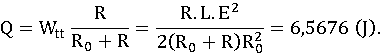 Q = W_tt R/(R_0 + R) = R.L.E^2/(2(R_0 + R)R_0^2) = 6,5676 (J).